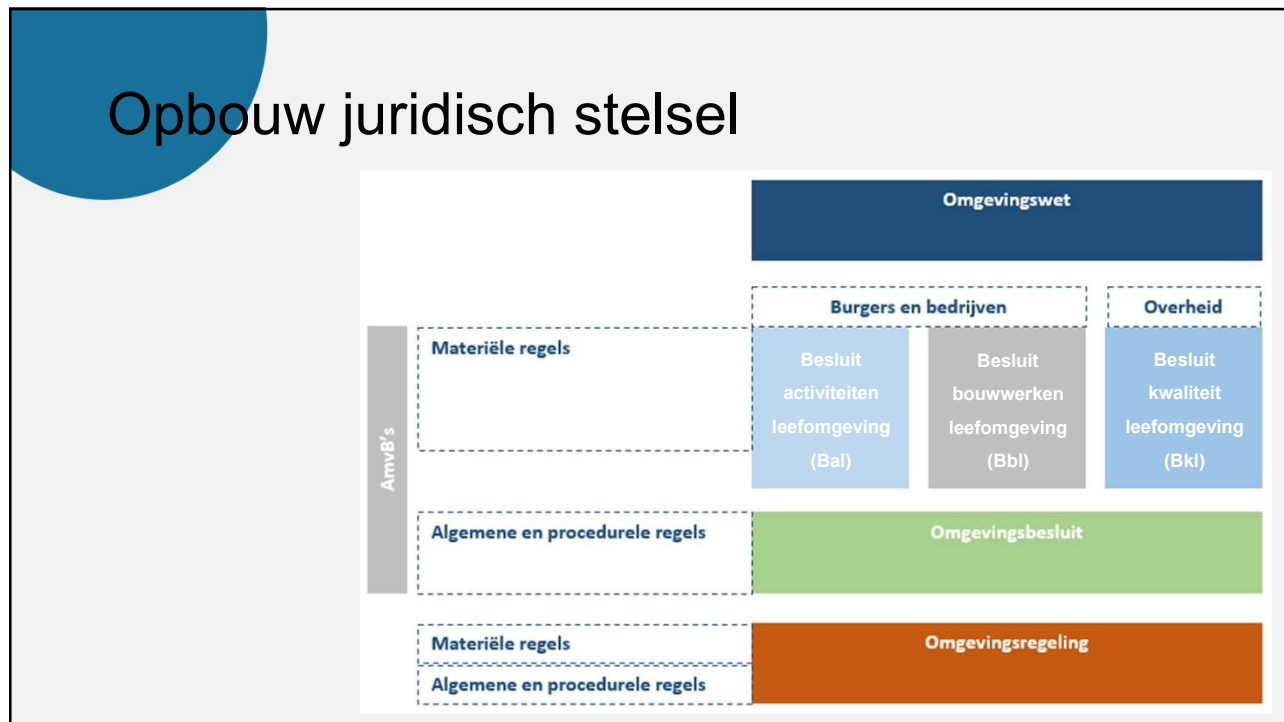 Opbouw juridisch stelsel
Omgevingswet
Burgers en bedrijven
Overheid
AmvB's
Materiële regels
Besluit
activiteiten
leefomgeving
(Bal)
Besluit
bouwwerken
leefomgeving
(Bbl)
Besluit
kwaliteit
leefomgeving
(Bkl)
Algemene en procedurele regels
Omgevingsbesluit
Materiële regels
Algemene en procedurele regels
Omgevingsregeling